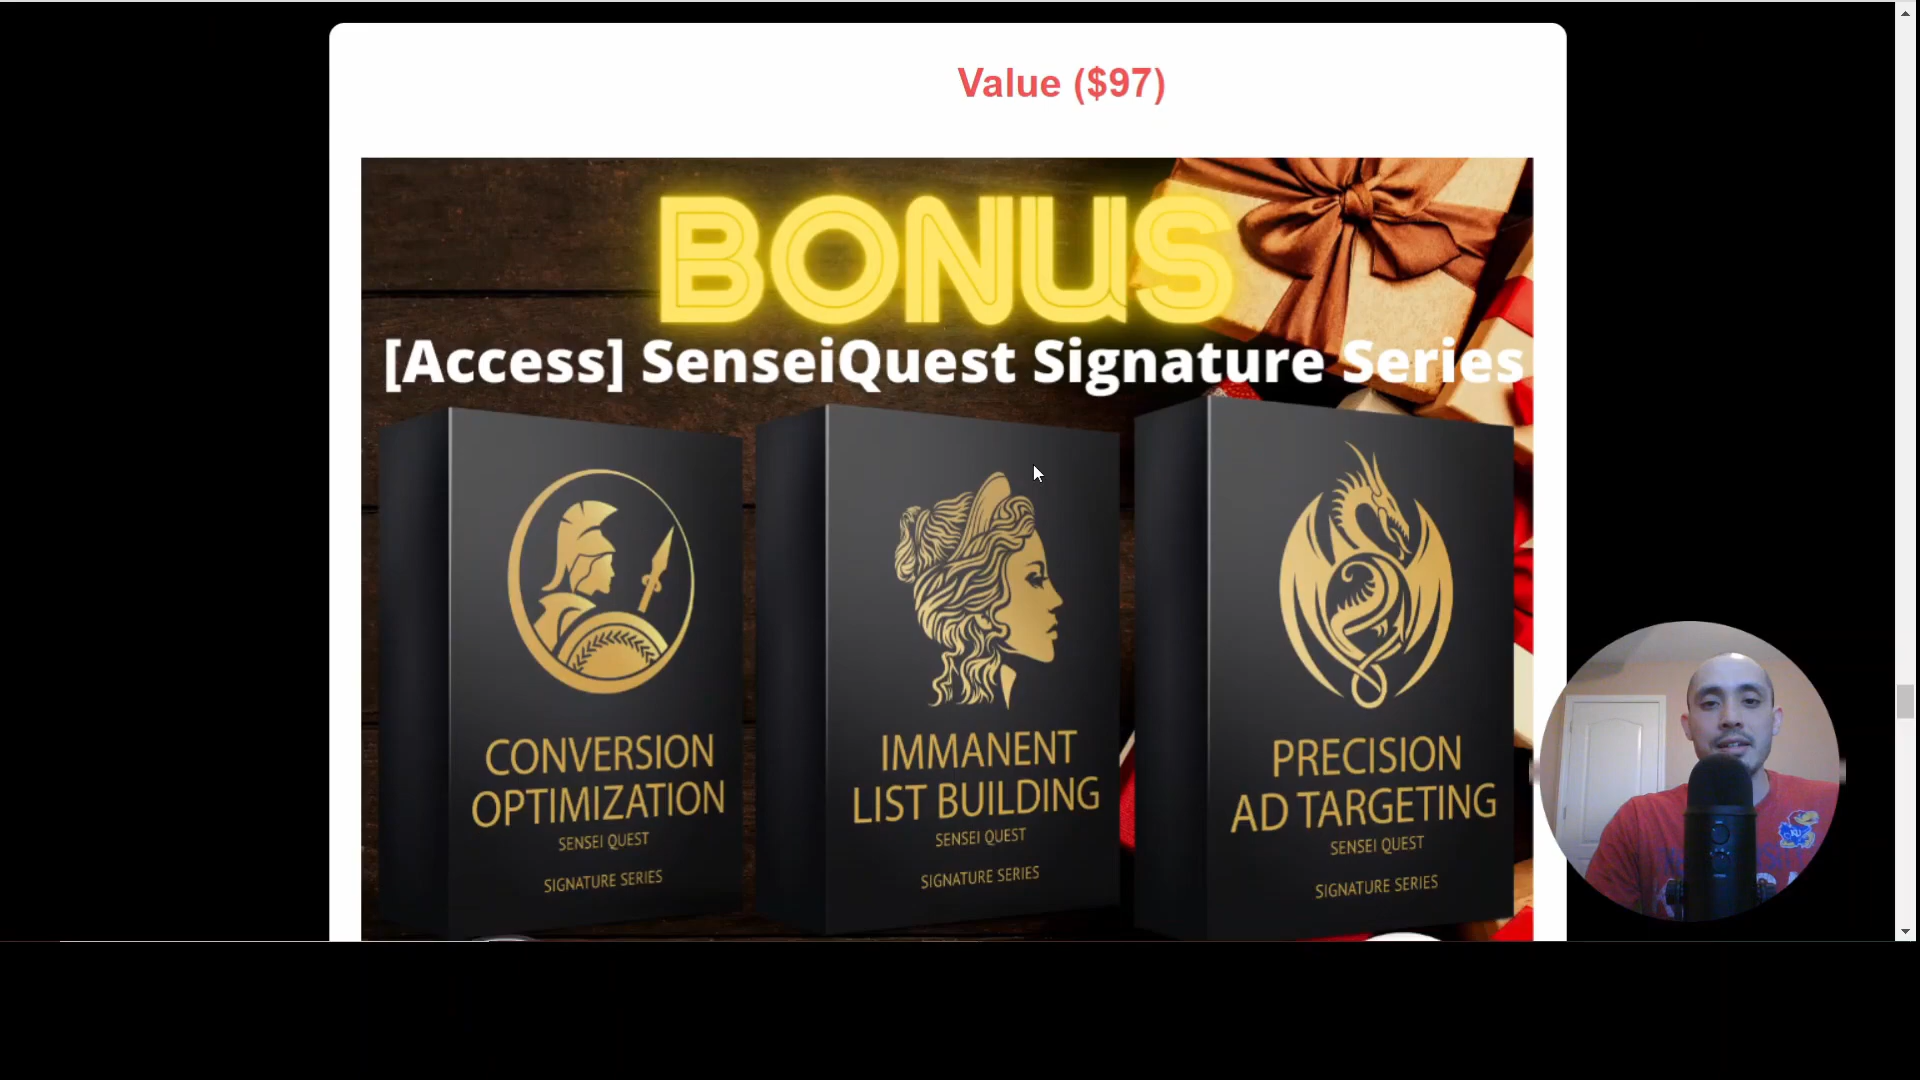 Value ($97)
BONUS
[Access] SenseiQuest Signature Series
CONVERSION
OPTIMIZATION
SENSEI QUEST
SIGNATURE SERIES
IMMANENT
LIST BUILDING
SENSEI QUEST
SIGNATURE SERIES
PRECISION
AD TARGETING
SENSEI QUEST
SIGNATURE SERIES